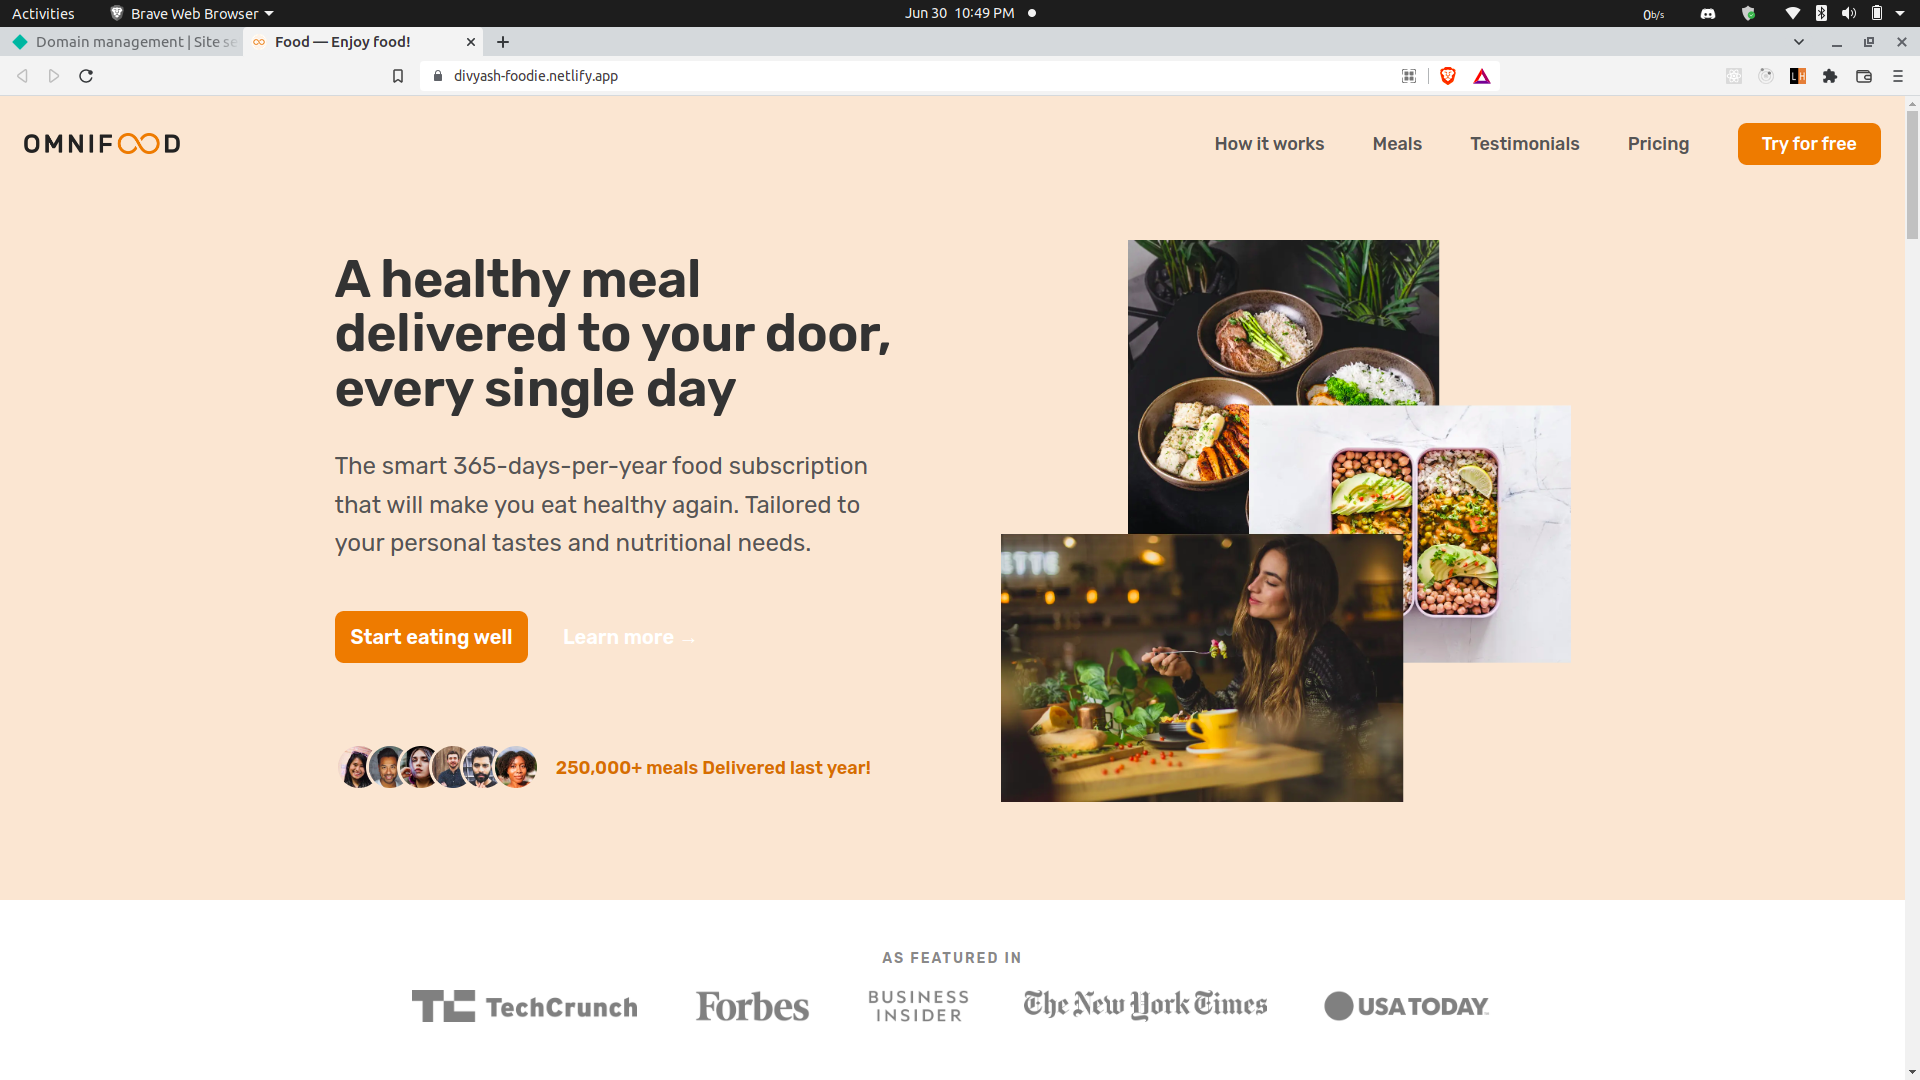 Activities
Brave Web Browser
Jun 30 10:49 PM
0b/s
Domain management | Site se
Food — Enjoy food!
divyash-foodie.netlify.app
OMNIFOOD
How it works
Meals
Testimonials
Pricing
Try for free
A healthy meal
delivered to your door,
every single day
The smart 365-days-per-year food subscription
that will make you eat healthy again. Tailored to
your personal tastes and nutritional needs.
Start eating well
Learn more →
ETTE
250,000+ meals Delivered last year!
AS FEATURED IN
TC TechCrunch
Forbes
BUSINESS
INSIDER
The New York Times
USA TODAY